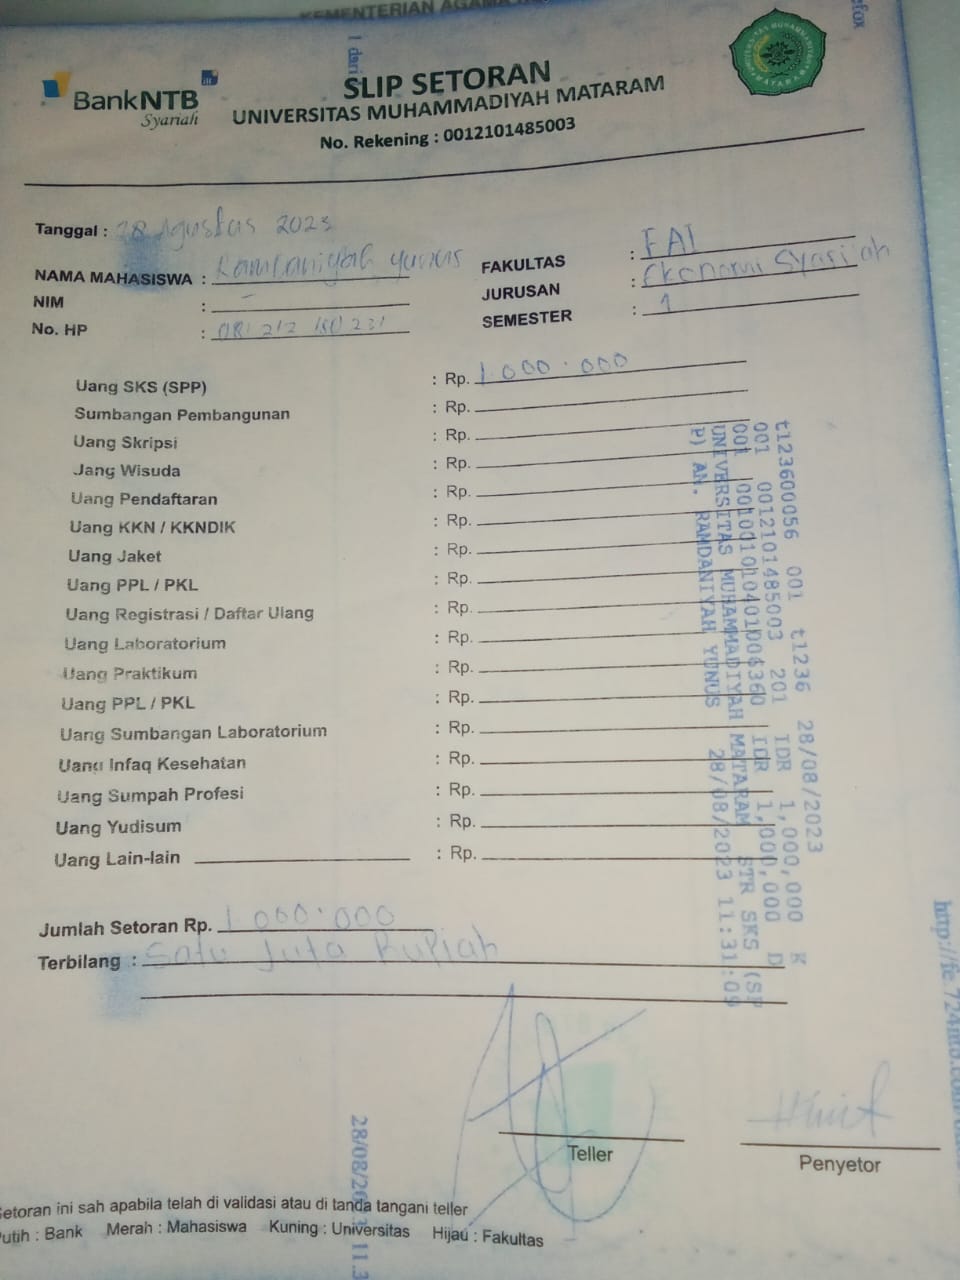 KEMENTERIAN AGAMA
1 dari
efox
BankNTB
Syariah
SLIP SETORAN
UNIVERSITAS MUHAMMADIYAH MATARAM
No. Rekening : 0012101485003
Tanggal : 28 Agustus 2023
NAMA MAHASISWA : Ramdaniyah Yunus
NIM : -
No. HP : 081 212 180 231
FAKULTAS : FAI
JURUSAN : Ekonomi Syariah
SEMESTER : 1
Uang SKS (SPP) : Rp. 1.000.000
Sumbangan Pembangunan : Rp.
Uang Skripsi : Rp.
Uang Wisuda : Rp.
Uang Pendaftaran : Rp.
Uang KKN / KKNDIK : Rp.
Uang Jaket : Rp.
Uang PPL / PKL : Rp.
Uang Registrasi / Daftar Ulang : Rp.
Uang Laboratorium : Rp.
Uang Praktikum : Rp.
Uang PPL / PKL : Rp.
Uang Sumbangan Laboratorium : Rp.
Uang Infaq Kesehatan : Rp.
Uang Sumpah Profesi : Rp.
Uang Yudisum : Rp.
Uang Lain-lain : Rp.
t123600056 001 t1236 28/08/2023
001 0012101485003 201 IDR 1,000,000 K
001 001001010401006360 IDR 1,000,000 D
UNIVERSITAS MUHAMMADIYAH MATARAM STR SKS (SP
P) AN. RAMDANIYAH YUNUS 28/08/2023 11:31:09
Jumlah Setoran Rp. 1.000.000
Terbilang : Satu Juta Rupiah
Teller
Penyetor
Setoran ini sah apabila telah di validasi atau di tanda tangani teller
Putih : Bank Merah : Mahasiswa Kuning : Universitas Hijau : Fakultas